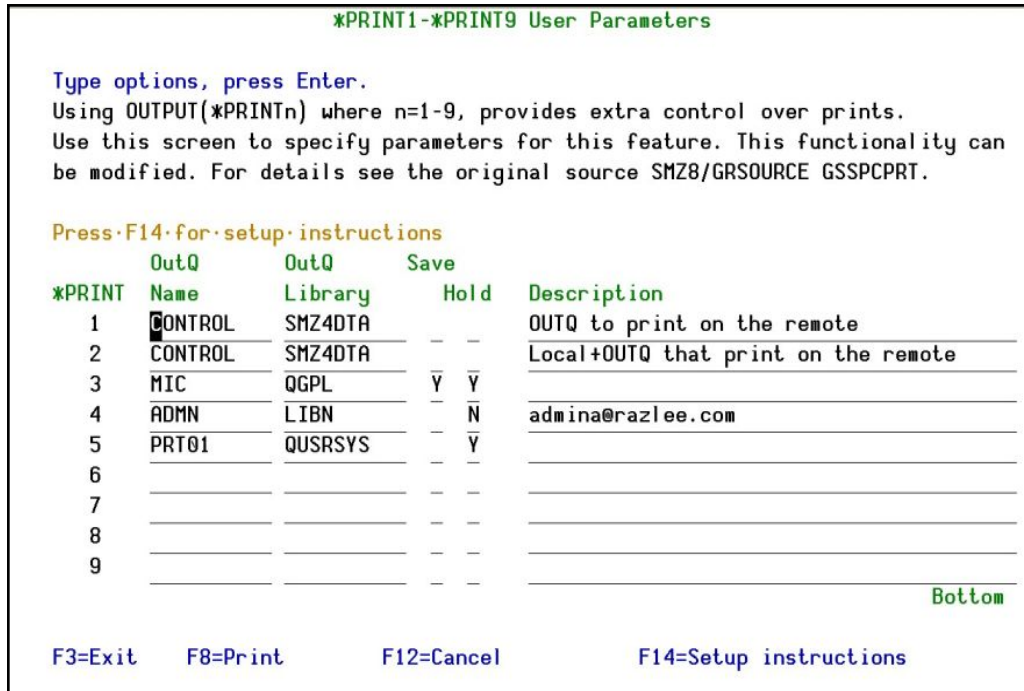 *PRINT1-*PRINT9 User Parameters
Type options, press Enter.
Using OUTPUT(*PRINTn) where n=1-9, provides extra control over prints.
Use this screen to specify parameters for this feature. This functionality can
be modified. For details see the original source SMZ8/GRSOURCE GSSPCPRT.
Press·F14·for·setup·instructions
OutQ OutQ Save
*PRINT Name Library Hold Description
1 CONTROL SMZ4DTA OUTQ to print on the remote
2 CONTROL SMZ4DTA Local+OUTQ that print on the remote
3 MIC QGPL Y Y
4 ADMN LIBN N admina@razlee.com
5 PRT01 QUSRSYS Y
6
7
8
9
Bottom
F3=Exit F8=Print F12=Cancel F14=Setup instructions